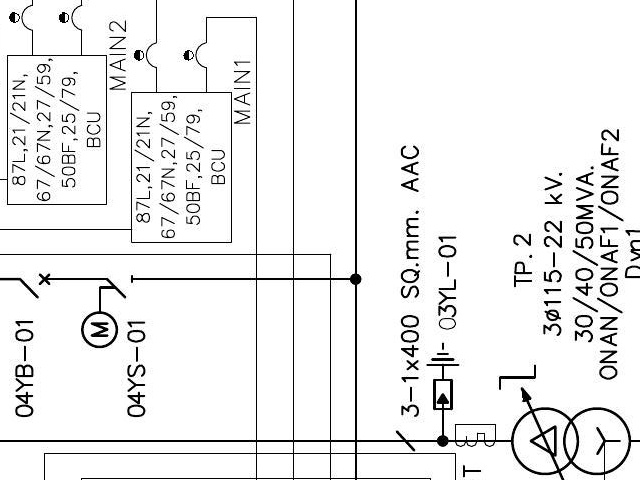 87L,21/21N,
67/67N,27/59,
50BF,25/79,
BCU
MAIN2
87L,21/21N,
67/67N,27/59,
50BF,25/79,
BCU
MAIN1
04YB-01
M
04YS-01
3-1x400 SQ.mm. AAC
03YL-01
TP.2
3ø115-22 kV.
30/40/50MVA.
ONAN/ONAF1/ONAF2
Dyn1
T